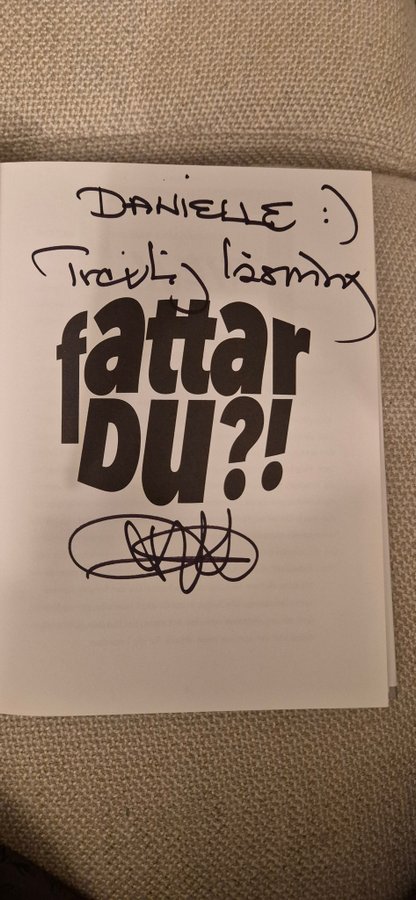 DANIELLE :)
Trevlig läsning
fattar
DU?!